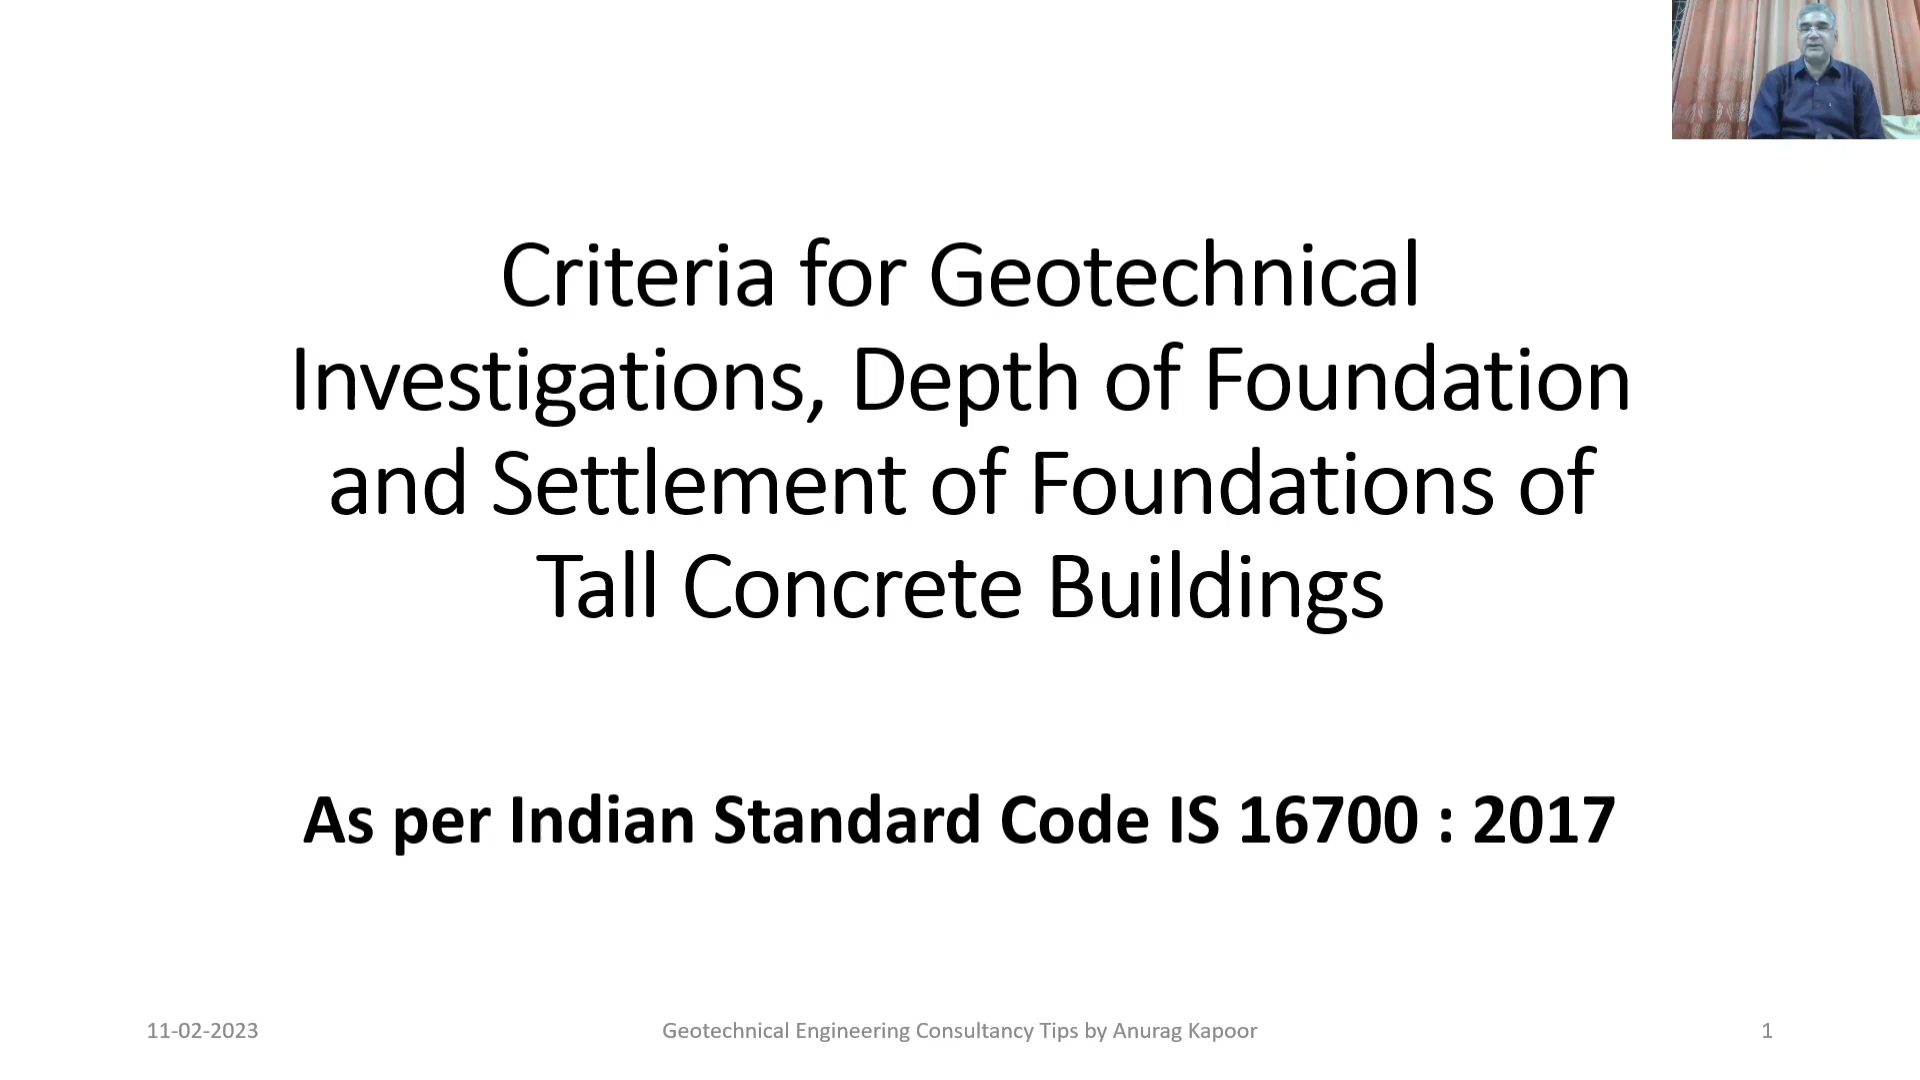 Criteria for Geotechnical
Investigations, Depth of Foundation
and Settlement of Foundations of
Tall Concrete Buildings
As per Indian Standard Code IS 16700 : 2017
11-02-2023
Geotechnical Engineering Consultancy Tips by Anurag Kapoor
1